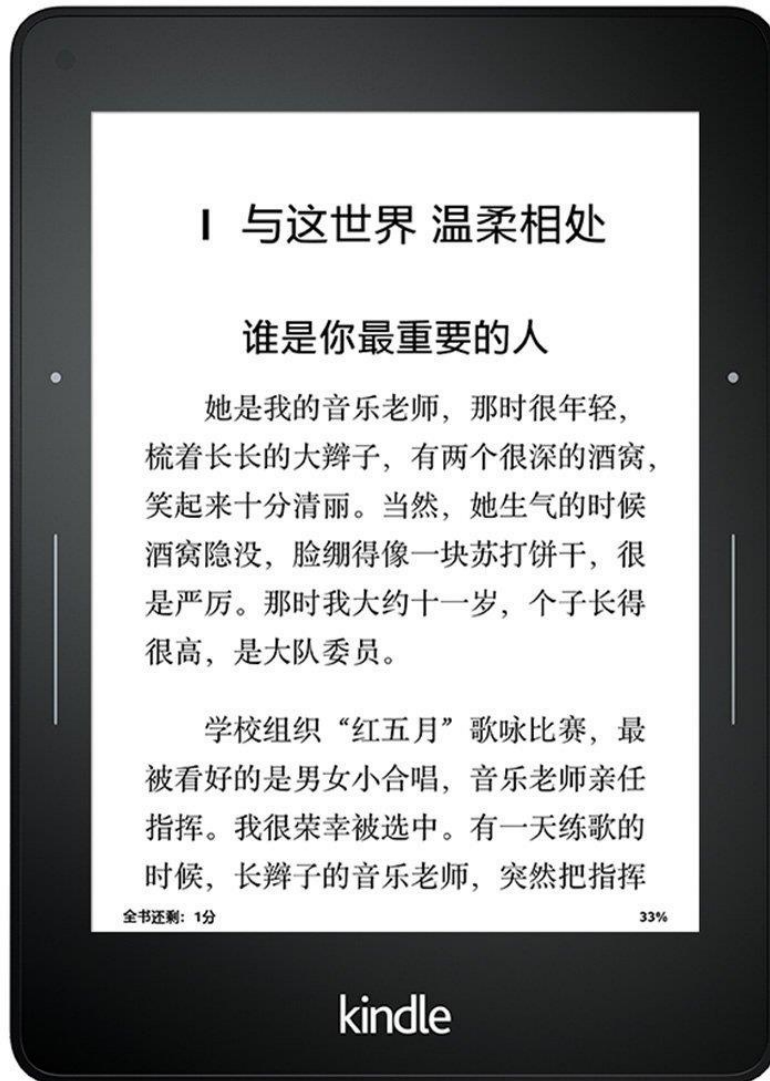 I 与这世界 温柔相处
谁是你最重要的人
她是我的音乐老师，那时很年轻，
梳着长长的大辫子，有两个很深的酒窝，
笑起来十分清丽。当然，她生气的时候
酒窝隐没，脸绷得像一块苏打饼干，很
是严厉。那时我大约十一岁，个子长得
很高，是大队委员。
学校组织“红五月”歌咏比赛，最
被看好的是男女小合唱，音乐老师亲任
指挥。我很荣幸被选中。有一天练歌的
时候，长辫子的音乐老师，突然把指挥
全书还剩：1分 33%
kindle